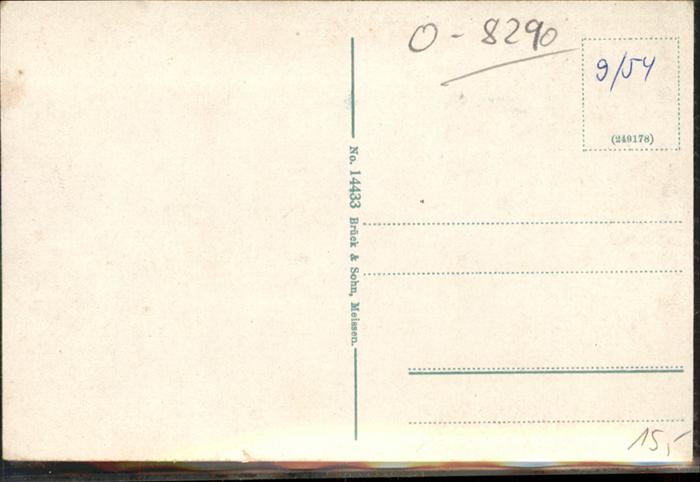 O - 8290
9/54
(249178)
No. 14433 Brück & Sohn, Meissen.
15,-